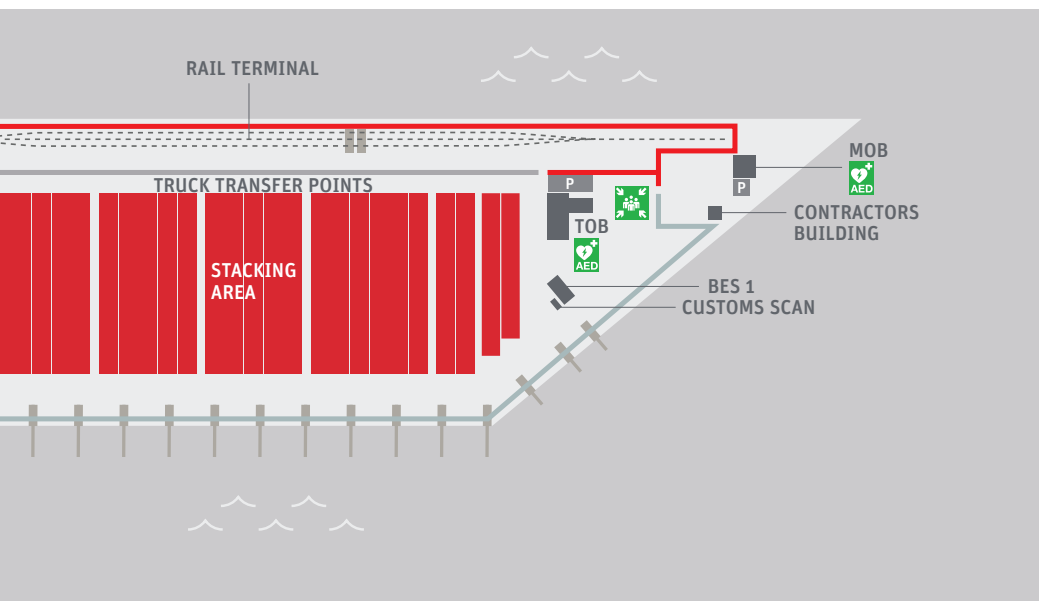 RAIL TERMINAL
MOB
AED
TRUCK TRANSFER POINTS
P
P
CONTRACTORS
BUILDING
TOB
AED
STACKING
AREA
BES 1
CUSTOMS SCAN